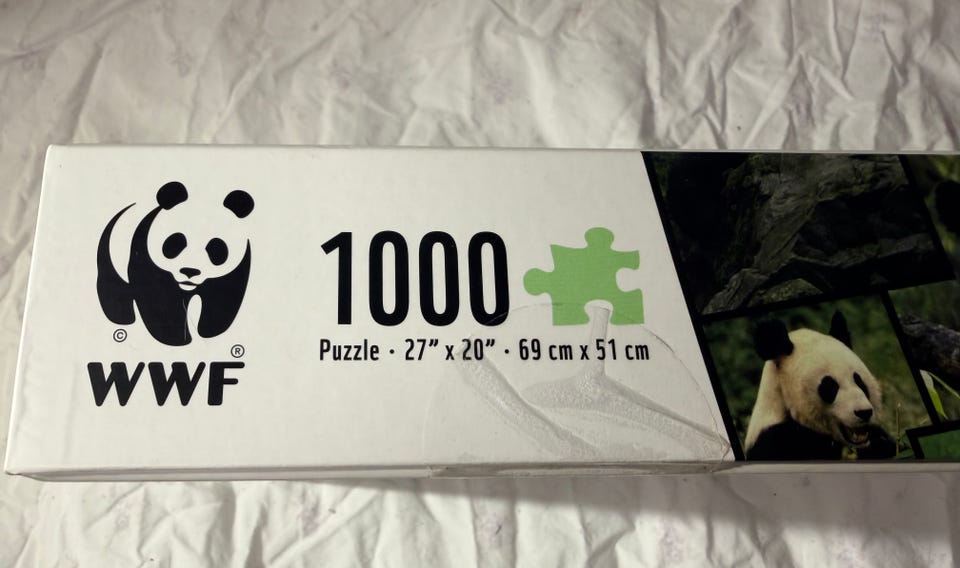 1000
Puzzle · 27” x 20” · 69 cm x 51 cm
© ®
WWF